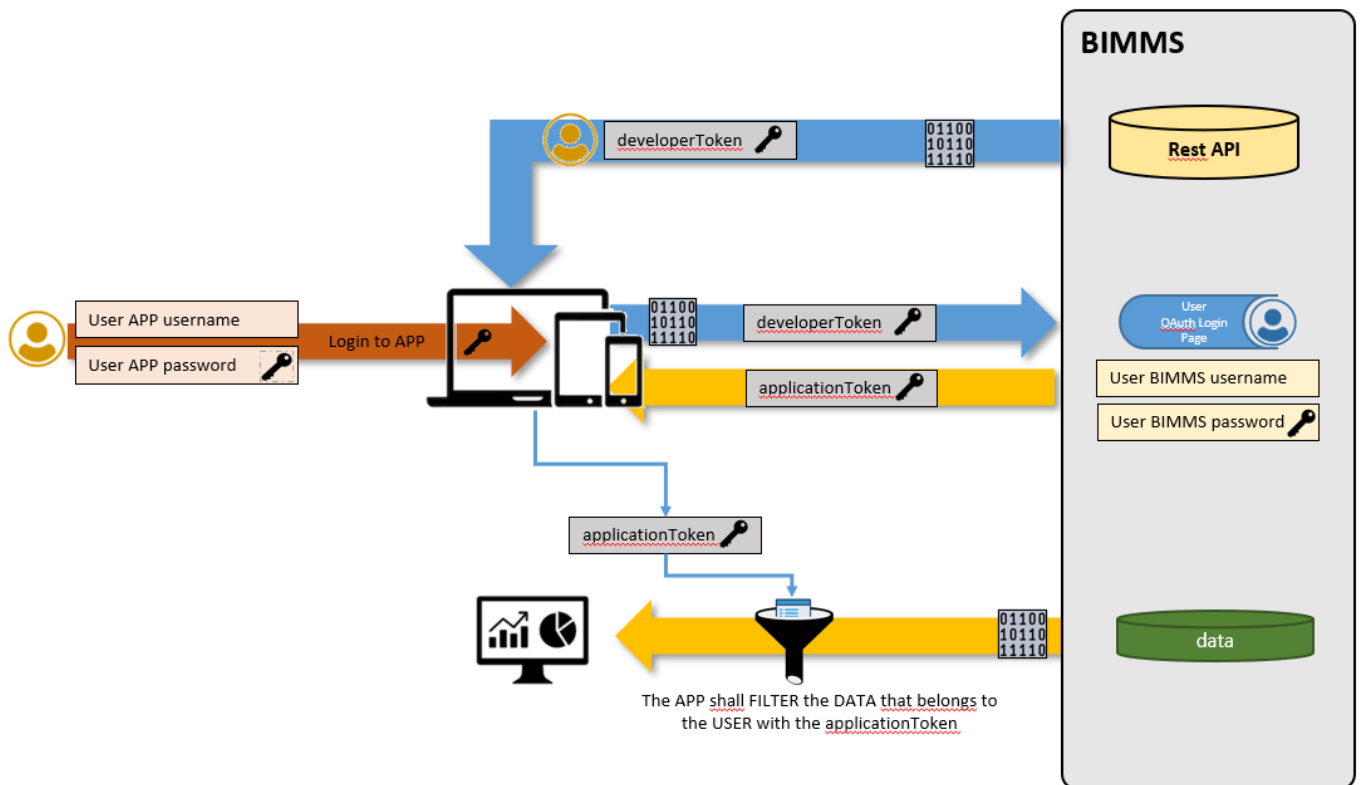 BIMMS
developerToken
01100
10110
11110
Rest API
User APP username
User APP password
Login to APP
01100
10110
11110
developerToken
applicationToken
User
OAuth Login
Page
User BIMMS username
User BIMMS password
applicationToken
01100
10110
11110
data
The APP shall FILTER the DATA that belongs to
the USER with the applicationToken